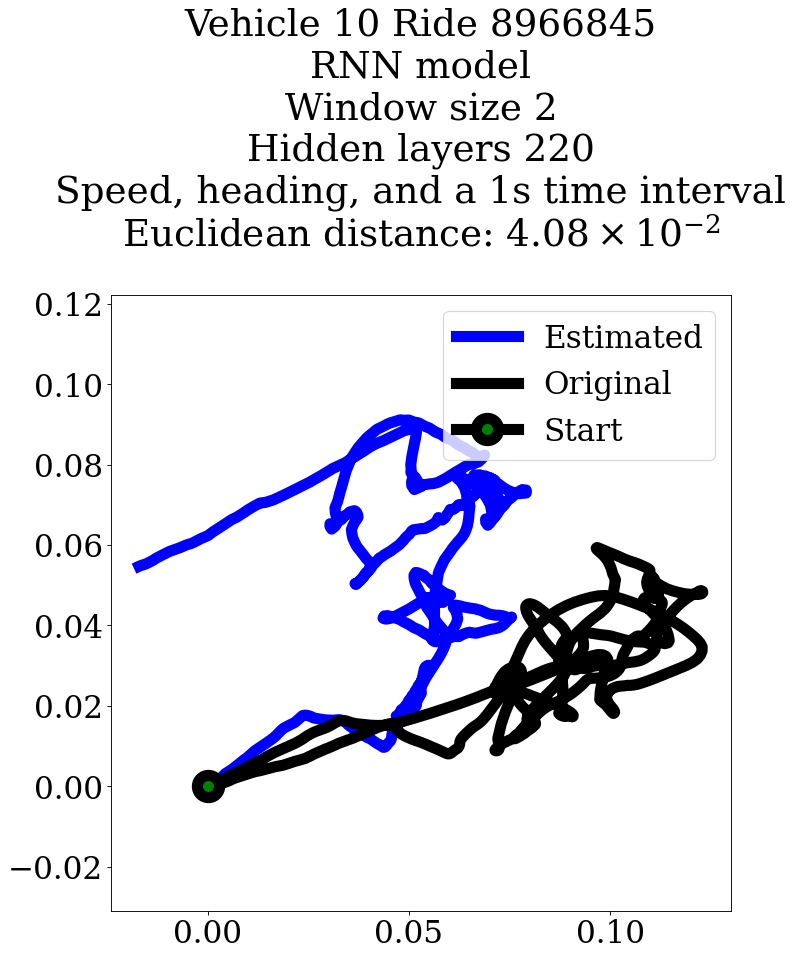 Vehicle 10 Ride 8966845
RNN model
Window size 2
Hidden layers 220
Speed, heading, and a 1s time interval
Euclidean distance: 4.08 × 10⁻²
0.12
0.10
0.08
0.06
0.04
0.02
0.00
−0.02
Estimated
Original
Start
0.00
0.05
0.10